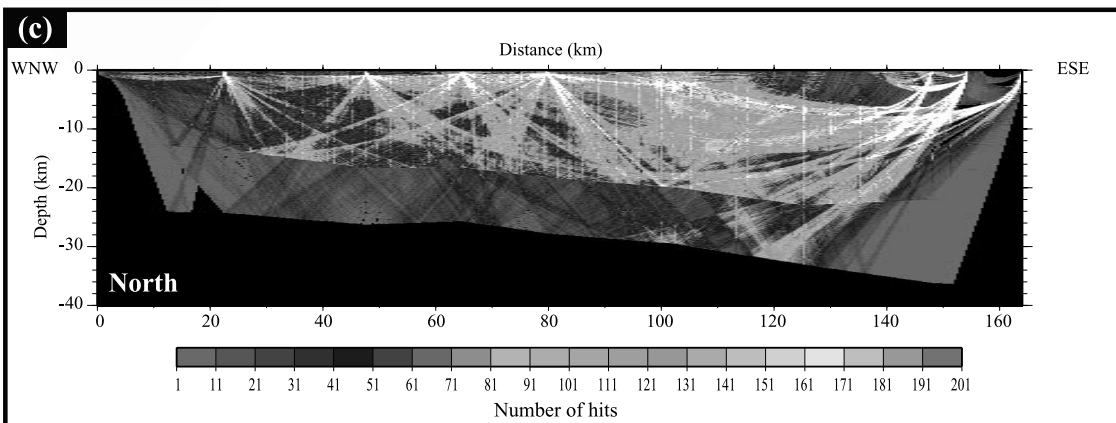 (c)
Distance (km)
WNW
ESE
0
-10
-20
-30
-40
Depth (km)
North
0 20 40 60 80 100 120 140 160
1 11 21 31 41 51 61 71 81 91 101 111 121 131 141 151 161 171 181 191 201
Number of hits